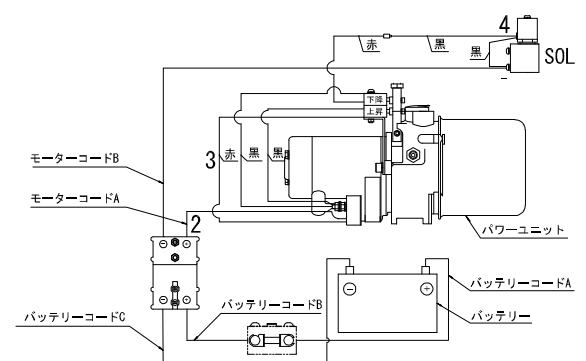 4
赤
黒
黒
SOL
下降
上昇
3
赤
黒
黒
モーターコードB
モーターコードA
2
パワーユニット
バッテリーコードA
バッテリー
バッテリーコードB
バッテリーコードC